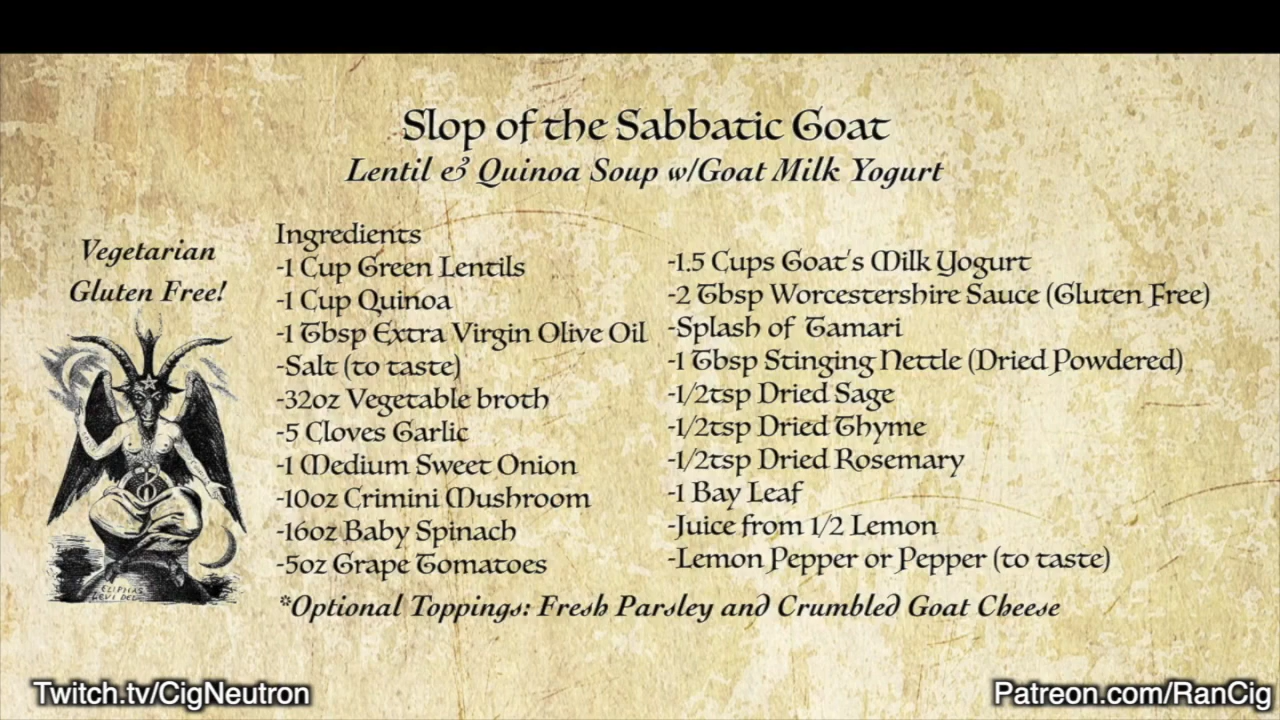 Slop of the Sabbatic Goat
Lentil & Quinoa Soup w/Goat Milk Yogurt
Vegetarian
Gluten Free!
Ingredients
-1 Cup Green Lentils
-1 Cup Quinoa
-1 Tbsp Extra Virgin Olive Oil
-Salt (to taste)
-32oz Vegetable broth
-5 Cloves Garlic
-1 Medium Sweet Onion
-10oz Crimini Mushroom
-16oz Baby Spinach
-5oz Grape Tomatoes
-1.5 Cups Goat's Milk Yogurt
-2 Tbsp Worcestershire Sauce (Gluten Free)
-Splash of Tamari
-1 Tbsp Stinging Nettle (Dried Powdered)
-1/2tsp Dried Sage
-1/2tsp Dried Thyme
-1/2tsp Dried Rosemary
-1 Bay Leaf
-Juice from 1/2 Lemon
-Lemon Pepper or Pepper (to taste)
*Optional Toppings: Fresh Parsley and Crumbled Goat Cheese
ELIPHAS
LEVI DEL
Twitch.tv/CigNeutron
Patreon.com/RanCig